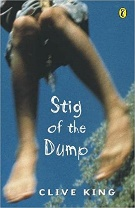 Stig
of the
Dump
CLIVE KING